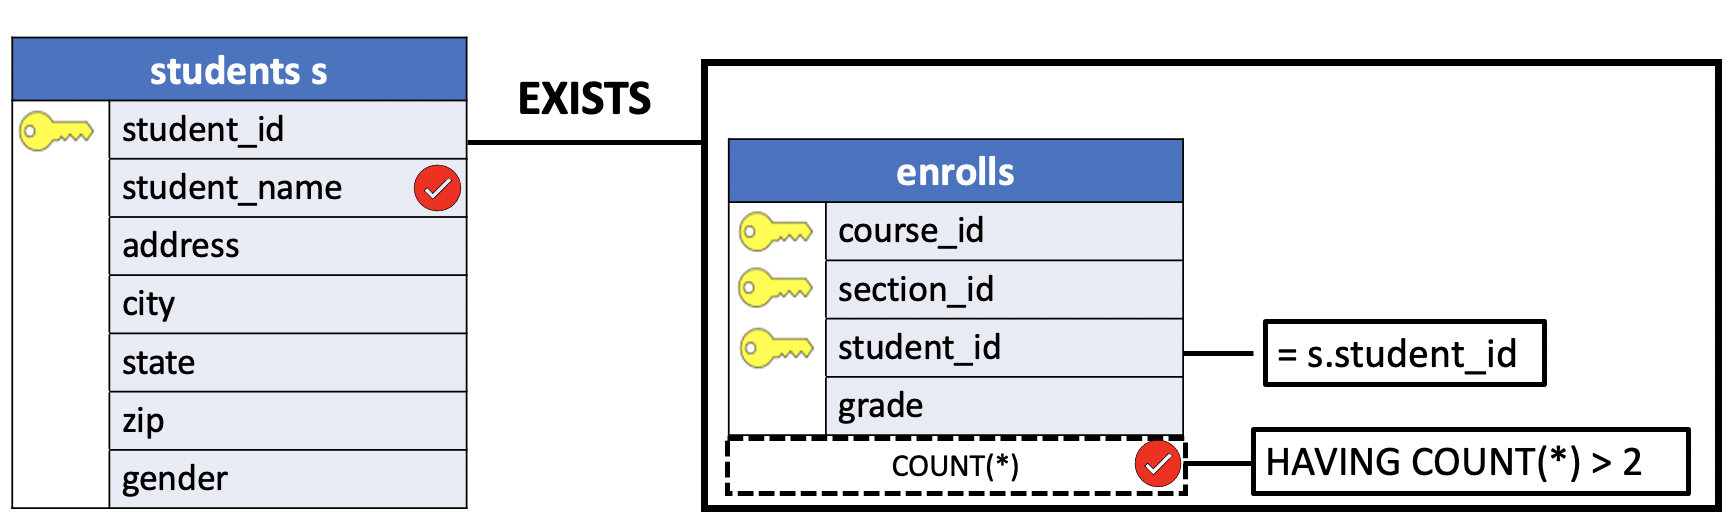 students s
student_id
student_name
address
city
state
zip
gender
EXISTS
enrolls
course_id
section_id
student_id
grade
COUNT(*)
= s.student_id
HAVING COUNT(*) > 2